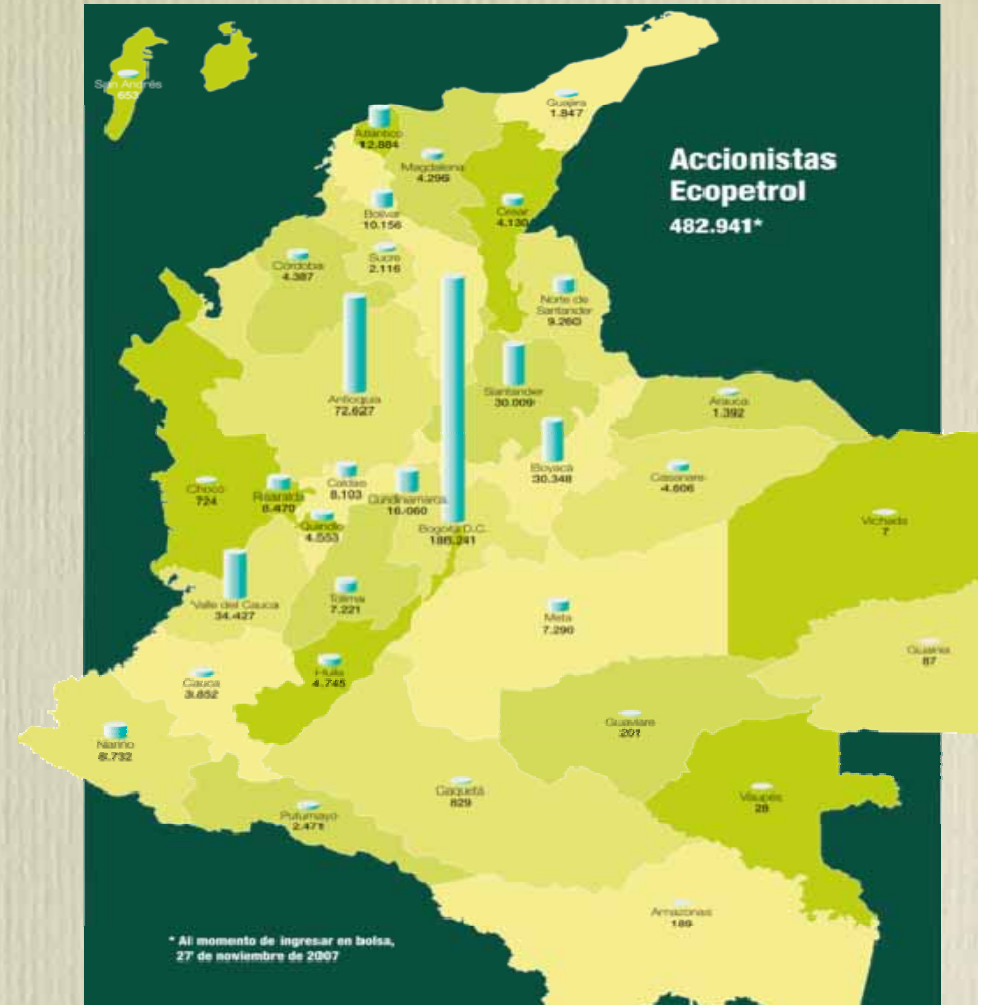 San Andrés
653
Guajira
1.847
Atlántico
12.884
Magdalena
4.296
Accionistas
Ecopetrol
482.941*
Cesar
4.130
Bolívar
10.156
Sucre
2.116
Córdoba
4.387
Norte de
Santander
9.260
Antioquia
72.627
Santander
30.009
Arauca
1.392
Boyacá
30.348
Casanare
4.606
Chocó
724
Risaralda
8.470
Caldas
8.103
Cundinamarca
16.060
Quindío
4.553
Bogotá D.C.
186.241
Vichada
7
Valle del Cauca
34.427
Tolima
7.221
Meta
7.290
Guainía
87
Huila
4.745
Cauca
3.852
Guaviare
201
Nariño
8.732
Caquetá
829
Vaupés
28
Putumayo
2.471
Amazonas
189
* Al momento de ingresar en bolsa,
27 de noviembre de 2007